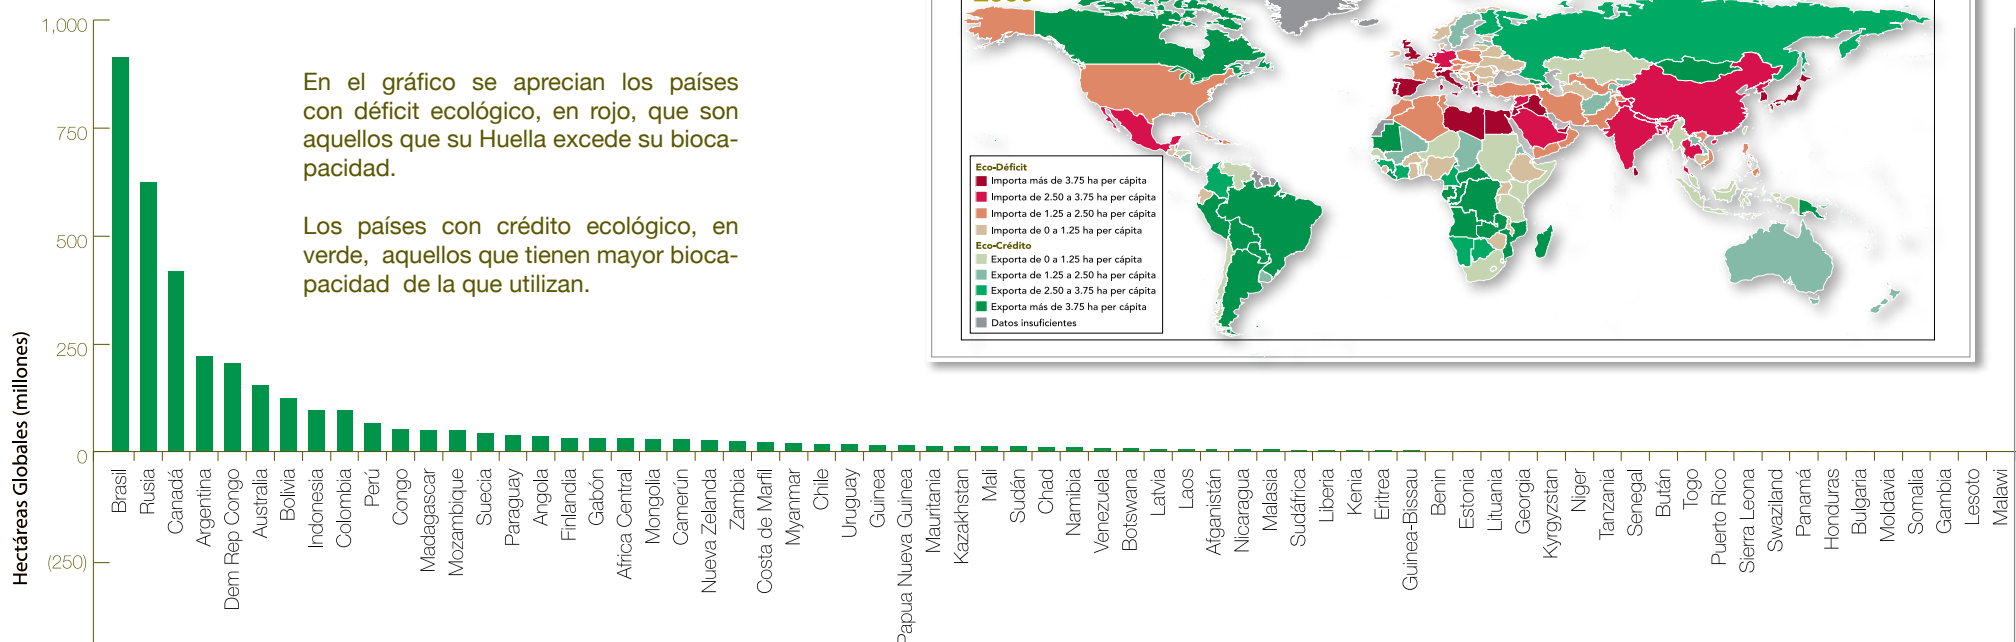 1,000
750
500
250
0
(250)
Hectáreas Globales (millones)
En el gráfico se aprecian los países
con déficit ecológico, en rojo, que son
aquellos que su Huella excede su bioca-
pacidad.
Los países con crédito ecológico, en
verde, aquellos que tienen mayor bioca-
pacidad de la que utilizan.
Eco-Déficit
Importa más de 3.75 ha per cápita
Importa de 2.50 a 3.75 ha per cápita
Importa de 1.25 a 2.50 ha per cápita
Importa de 0 a 1.25 ha per cápita
Eco-Crédito
Exporta de 0 a 1.25 ha per cápita
Exporta de 1.25 a 2.50 ha per cápita
Exporta de 2.50 a 3.75 ha per cápita
Exporta más de 3.75 ha per cápita
Datos insuficientes
Brasil
Rusia
Canadá
Argentina
Dem Rep Congo
Australia
Bolivia
Indonesia
Colombia
Perú
Congo
Madagascar
Mozambique
Suecia
Paraguay
Angola
Finlandia
Gabón
Africa Central
Mongolia
Camerún
Nueva Zelanda
Zambia
Costa de Marfil
Myanmar
Chile
Uruguay
Guinea
Papua Nueva Guinea
Mauritania
Kazakhstan
Mali
Sudán
Chad
Namibia
Venezuela
Botswana
Latvia
Laos
Afganistán
Nicaragua
Malasia
Sudáfrica
Liberia
Kenia
Eritrea
Guinea-Bissau
Benin
Estonia
Lituania
Georgia
Kyrgyzstan
Niger
Tanzania
Senegal
Bután
Togo
Puerto Rico
Sierra Leona
Swaziland
Panamá
Honduras
Bulgaria
Moldavia
Somalia
Gambia
Lesoto
Malawi